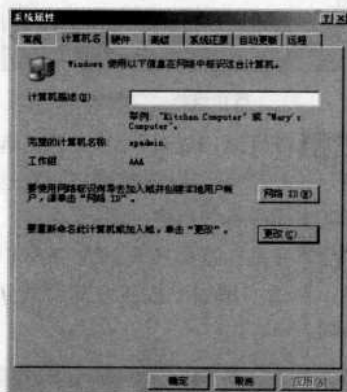 系统属性
常规 计算机名 硬件 高级 系统还原 自动更新 远程
Windows 使用以下信息在网络中标识这台计算机。
计算机描述(D):
举例: "Kitchen Computer" 或 "Mary's
Computer"。
完整的计算机名称: xpadmin.
工作组: AAA
要使用网络标识向导去加入域并创建本地用户帐
户，请单击 "网络 ID"。
网络 ID(N)
要重新命名此计算机或加入域，单击 "更改"。
更改(C)...
确定 取消 应用(A)